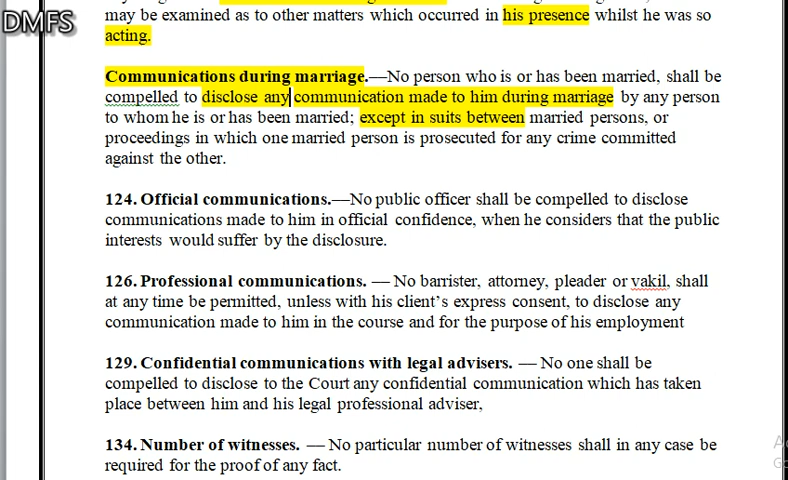 DMFS
may be examined as to other matters which occurred in his presence whilst he was so
acting.
Communications during marriage.—No person who is or has been married, shall be
compelled to disclose any communication made to him during marriage by any person
to whom he is or has been married; except in suits between married persons, or
proceedings in which one married person is prosecuted for any crime committed
against the other.
124. Official communications.—No public officer shall be compelled to disclose
communications made to him in official confidence, when he considers that the public
interests would suffer by the disclosure.
126. Professional communications. — No barrister, attorney, pleader or vakil, shall
at any time be permitted, unless with his client’s express consent, to disclose any
communication made to him in the course and for the purpose of his employment
129. Confidential communications with legal advisers. — No one shall be
compelled to disclose to the Court any confidential communication which has taken
place between him and his legal professional adviser,
134. Number of witnesses. — No particular number of witnesses shall in any case be
required for the proof of any fact.